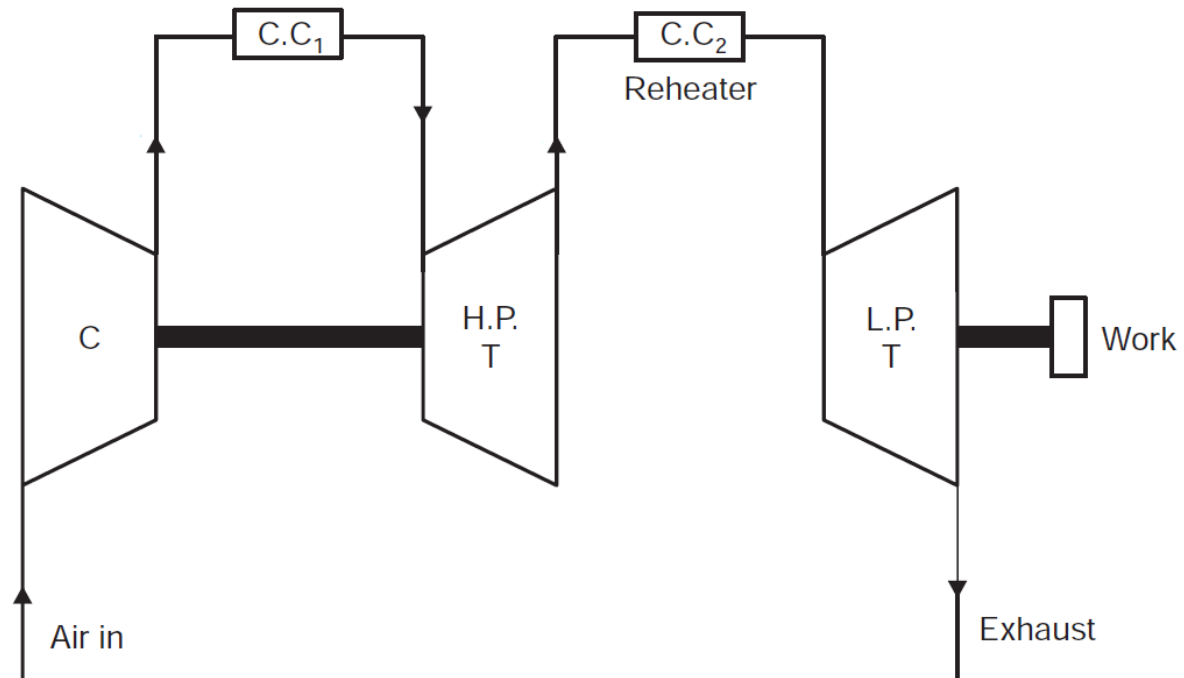 C.C₁
C.C₂
Reheater
C
H.P.
T
L.P.
T
Work
Air in
Exhaust